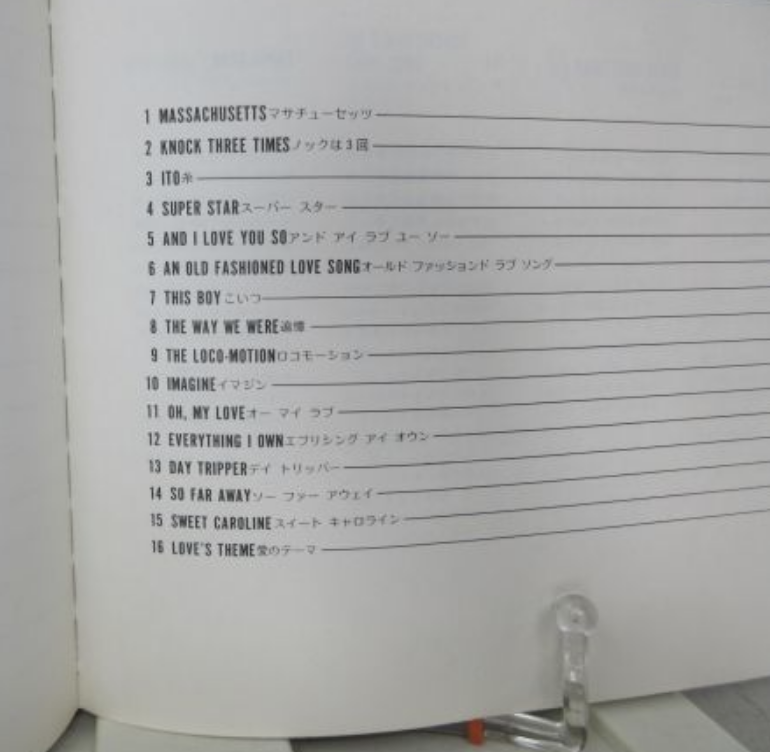 1 MASSACHUSETTSマサチューセッツ
2 KNOCK THREE TIMESノックは3回
3 ITO糸
4 SUPER STARスーパー スター
5 AND I LOVE YOU SOアンド アイ ラブ ユー ソー
6 AN OLD FASHIONED LOVE SONGオールド ファッションド ラブ ソング
7 THIS BOYこいつ
8 THE WAY WE WERE追憶
9 THE LOCO-MOTIONロコモーション
10 IMAGINEイマジン
11 OH, MY LOVEオー マイ ラブ
12 EVERYTHING I OWNエブリシング アイ オウン
13 DAY TRIPPERデイ トリッパー
14 SO FAR AWAYソー ファー アウェイ
15 SWEET CAROLINEスイート キャロライン
16 LOVE'S THEME愛のテーマ